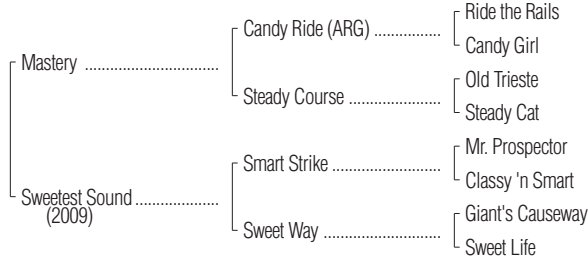 Ride the Rails
Candy Ride (ARG) ................
Candy Girl
Mastery ................................
Old Trieste
Steady Course ......................
Steady Cat
Mr. Prospector
Smart Strike ..........................
Classy 'n Smart
Sweetest Sound ....................
(2009)
Giant's Causeway
Sweet Way ............................
Sweet Life